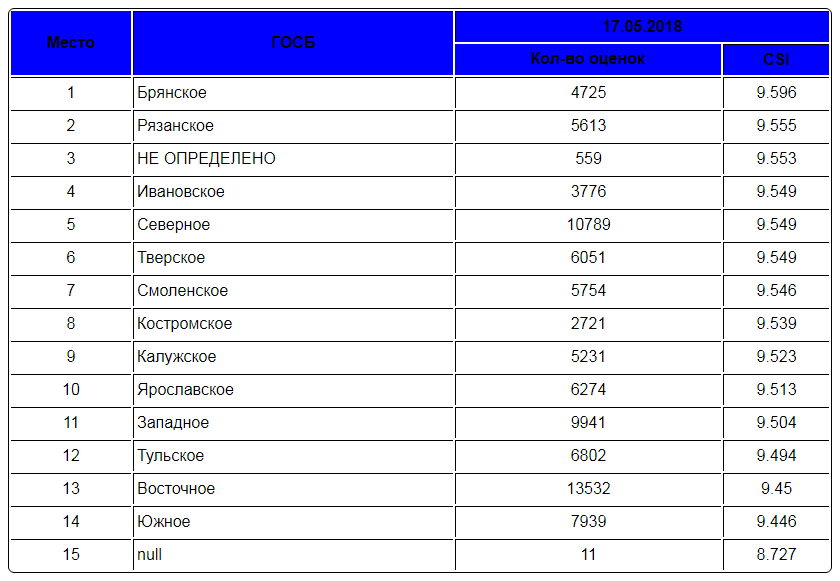 Место ГОСБ 17.05.2018
Кол-во оценок CSI
1 Брянское 4725 9.596
2 Рязанское 5613 9.555
3 НЕ ОПРЕДЕЛЕНО 559 9.553
4 Ивановское 3776 9.549
5 Северное 10789 9.549
6 Тверское 6051 9.549
7 Смоленское 5754 9.546
8 Костромское 2721 9.539
9 Калужское 5231 9.523
10 Ярославское 6274 9.513
11 Западное 9941 9.504
12 Тульское 6802 9.494
13 Восточное 13532 9.45
14 Южное 7939 9.446
15 null 11 8.727